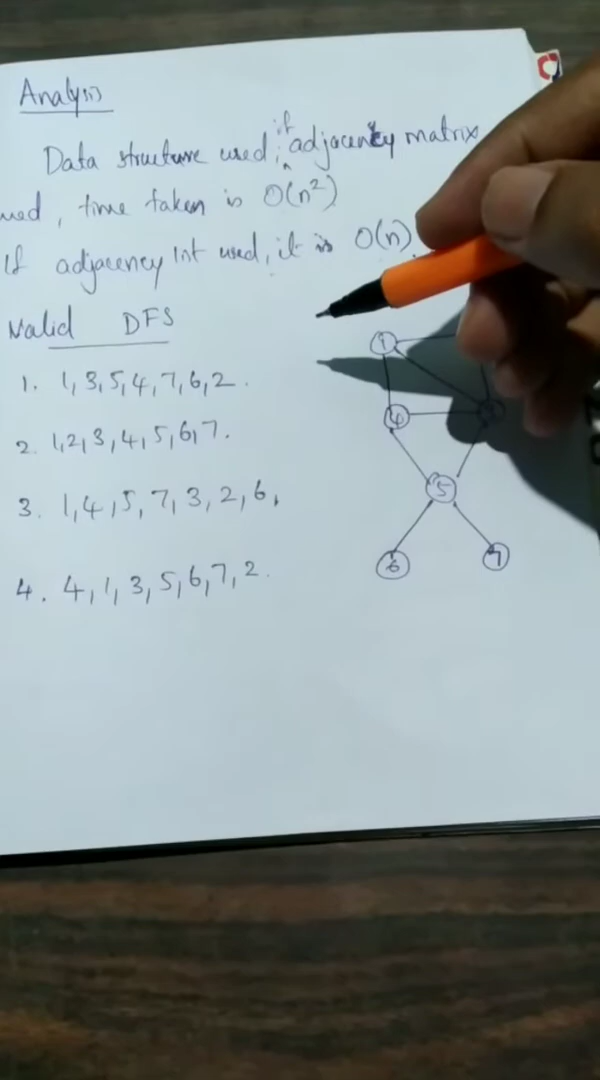 Analysis
if
Data structure used, adjacency matrix
used, time taken is O(n²)
If adjacency list used, it is O(n).
Valid DFS
1. 1, 3, 5, 4, 7, 6, 2.
2. 1, 2, 3, 4, 5, 6, 7.
3. 1, 4, 5, 7, 3, 2, 6,
4. 4, 1, 3, 5, 6, 7, 2.
1
4
5
6 7